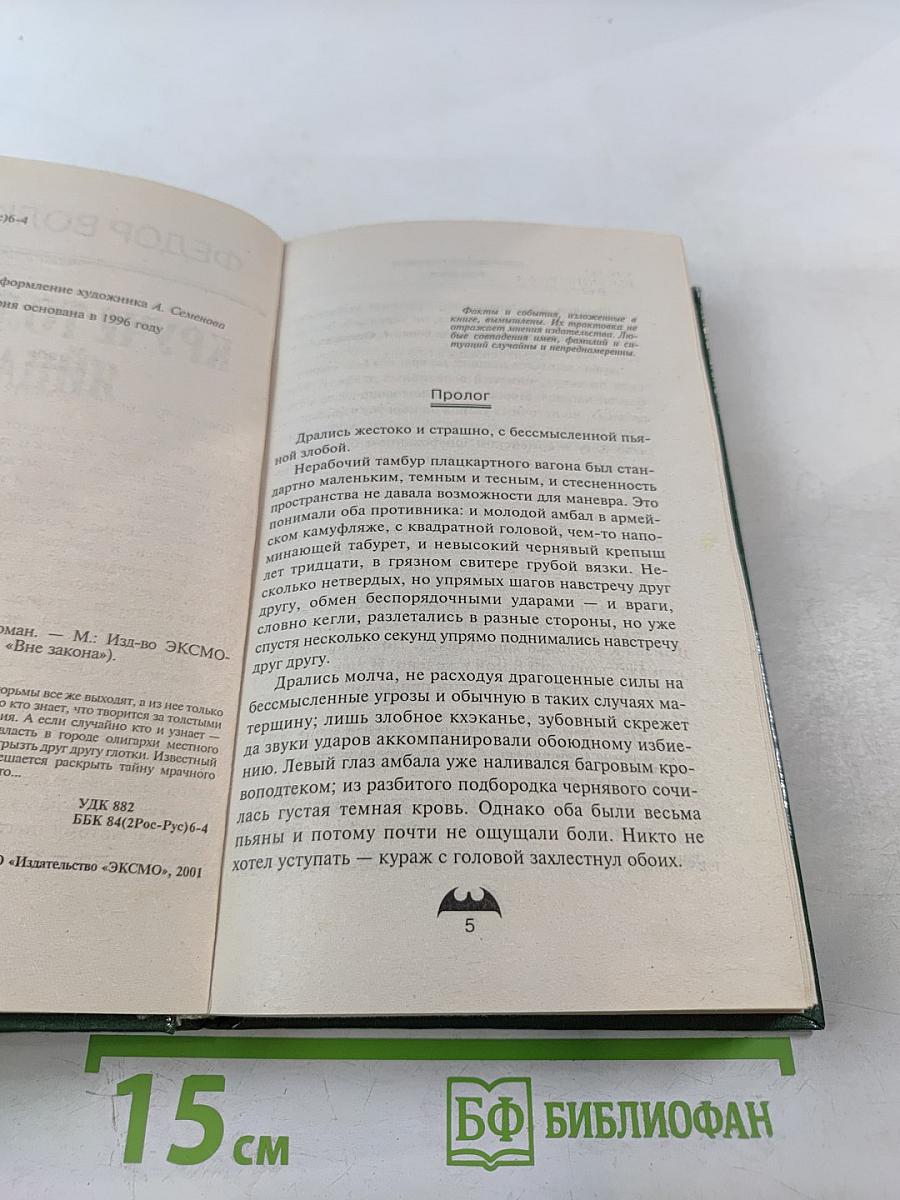 с)6-4
формление художника А. Семенова
рия основана в 1996 году
оман. — М.: Изд-во ЭКСМО-
«Вне закона»).
юрьмы все же выходят, а из нее только
о кто знает, что творится за толстыми
ия. А если случайно кто и узнает —
власть в городе олигархи местного
грызть друг другу глотки. Известный
ешается раскрыть тайну мрачного
то...
УДК 882
ББК 84(2Рос-Рус)6-4
О «Издательство «ЭКСМО», 2001
Факты и события, изложенные в
книге, вымышлены. Их трактовка не
отражает мнения издательства. Лю-
бые совпадения имен, фамилий и си-
туаций случайны и непреднамеренны.
Пролог
Дрались жестоко и страшно, с бессмысленной пья-
ной злобой.
Нерабочий тамбур плацкартного вагона был стан-
дартно маленьким, темным и тесным, и стесненность
пространства не давала возможности для маневра. Это
понимали оба противника: и молодой амбал в армей-
ском камуфляже, с квадратной головой, чем-то напо-
минающей табурет, и невысокий чернявый крепыш
лет тридцати, в грязном свитере грубой вязки. Не-
сколько нетвердых, но упрямых шагов навстречу друг
другу, обмен беспорядочными ударами — и враги,
словно кегли, разлетались в разные стороны, но уже
спустя несколько секунд упрямо поднимались навстречу
друг другу.
Дрались молча, не расходуя драгоценные силы на
бессмысленные угрозы и обычную в таких случаях ма-
терщину; лишь злобное кхэканье, зубовный скрежет
да звуки ударов аккомпанировали обоюдному избие-
нию. Левый глаз амбала уже наливался багровым кро-
воподтеком; из разбитого подбородка чернявого сочи-
лась густая темная кровь. Однако оба были весьма
пьяны и потому почти не ощущали боли. Никто не
хотел уступать — кураж с головой захлестнул обоих.
5
15 см
БФ БИБЛИОФАН